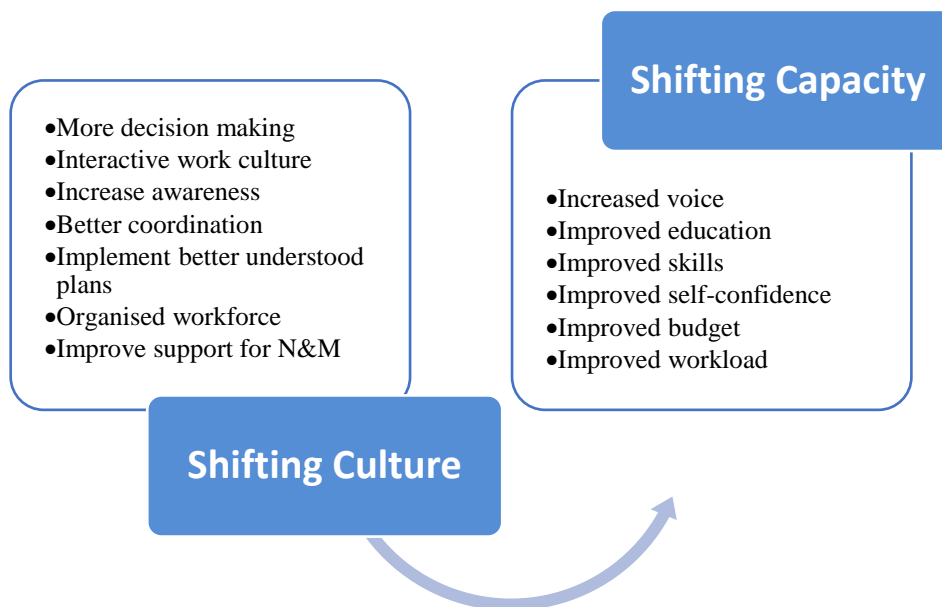 •More decision making
•Interactive work culture
•Increase awareness
•Better coordination
•Implement better understood
plans
•Organised workforce
•Improve support for N&M
Shifting Culture
Shifting Capacity
•Increased voice
•Improved education
•Improved skills
•Improved self-confidence
•Improved budget
•Improved workload